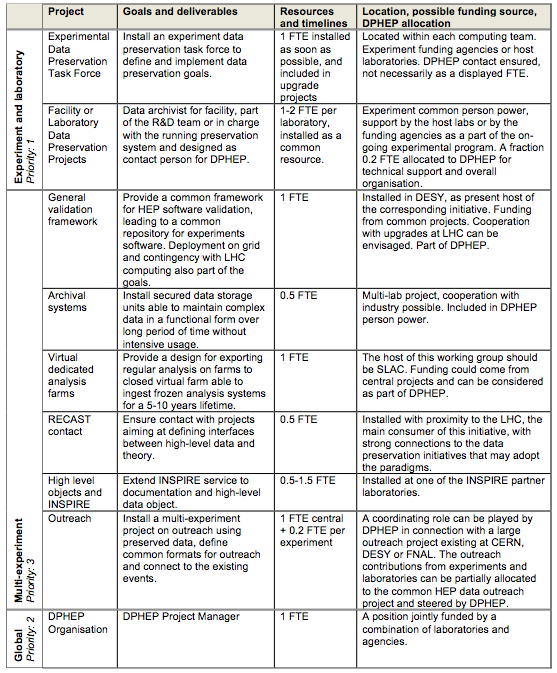 Project
Goals and deliverables
Resources
and timelines
Location, possible funding source,
DPHEP allocation
Experiment and laboratory
Priority: 1
Experimental
Data
Preservation
Task Force
Install an experiment data
preservation task force to
define and implement data
preservation goals.
1 FTE installed
as soon as
possible, and
included in
upgrade
projects
Located within each computing team.
Experiment funding agencies or host
laboratories. DPHEP contact ensured,
not necessarily as a displayed FTE.
Facility or
Laboratory
Data
Preservation
Projects
Data archivist for facility, part
of the R&D team or in charge
with the running preservation
system and designed as
contact person for DPHEP.
1-2 FTE per
laboratory,
installed as a
common
resource.
Experiment common person power,
support by the host labs or by the
funding agencies as a part of the on-
going experimental program. A fraction
0.2 FTE allocated to DPHEP for
technical support and overall
organisation.
Multi-experiment
Priority: 3
General
validation
framework
Provide a common framework
for HEP software validation,
leading to a common
repository for experiments
software. Deployment on grid
and contingency with LHC
computing also part of the
goals.
1 FTE
Installed in DESY, as present host of
the corresponding initiative. Funding
from common projects. Cooperation
with upgrades at LHC can be
envisaged. Part of DPHEP.
Archival
systems
Install secured data storage
units able to maintain complex
data in a functional form over
long period of time without
intensive usage.
0.5 FTE
Multi-lab project, cooperation with
industry possible. Included in DPHEP
person power.
Virtual
dedicated
analysis
farms
Provide a design for exporting
regular analysis on farms to
closed virtual farm able to
ingest frozen analysis systems
for a 5-10 years lifetime.
1 FTE
The host of this working group should
be SLAC. Funding could come from
central projects and can be considered
as part of DPHEP.
RECAST
contact
Ensure contact with projects
aiming at defining interfaces
between high-level data and
theory.
0.5 FTE
Installed with proximity to the LHC, the
main consumer of this initiative, with
strong connections to the data
preservation initiatives that may adopt
the paradigms.
High level
objects and
INSPIRE
Extend INSPIRE service to
documentation and high-level
data object.
0.5-1.5 FTE
Installed at one of the INSPIRE partner
laboratories.
Outreach
Install a multi-experiment
project on outreach using
preserved data, define
common formats for outreach
and connect to the existing
events.
1 FTE central
+ 0.2 FTE per
experiment
A coordinating role can be played by
DPHEP in connection with a large
outreach project existing at CERN,
DESY or FNAL. The outreach
contributions from experiments and
laboratories can be partially allocated
to the common HEP data outreach
project and steered by DPHEP.
Global
Priority: 2
DPHEP
Organisation
DPHEP Project Manager
1 FTE
A position jointly funded by a
combination of laboratories and
agencies.